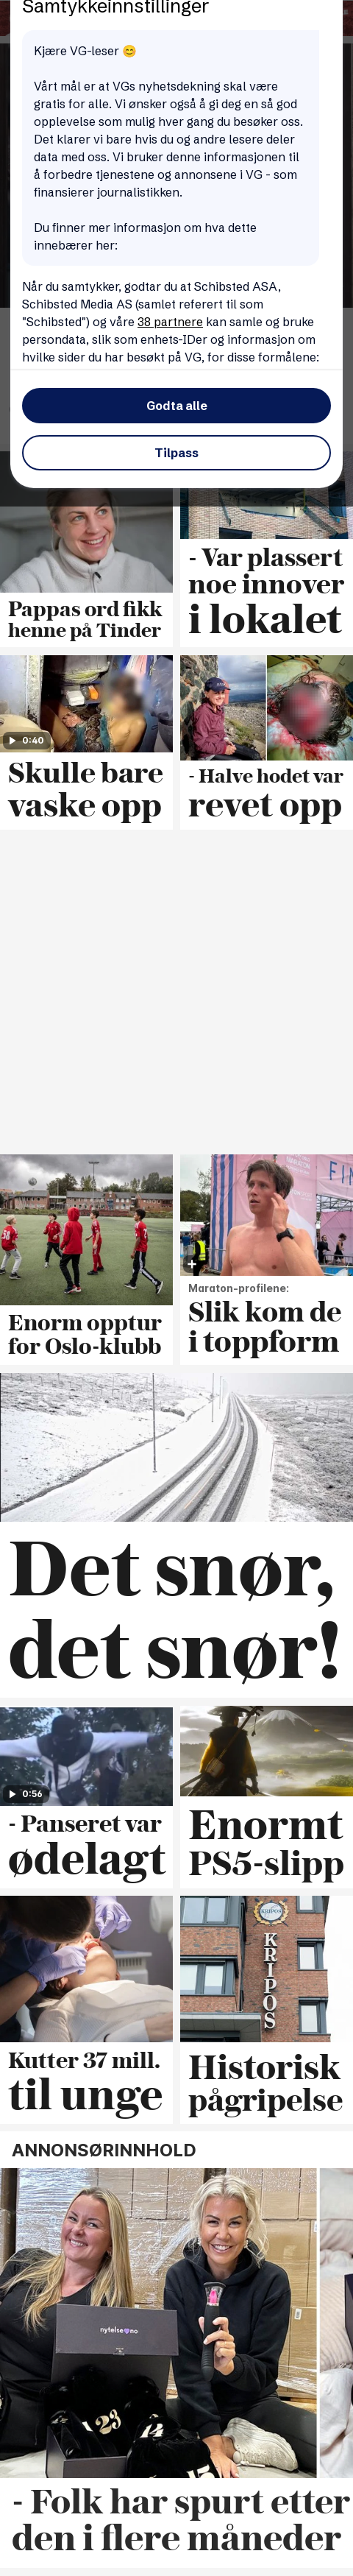 Samtykkeinnstillinger
Kjære VG-leser 😊
Vårt mål er at VGs nyhetsdekning skal være
gratis for alle. Vi ønsker også å gi deg en så god
opplevelse som mulig hver gang du besøker oss.
Det klarer vi bare hvis du og andre lesere deler
data med oss. Vi bruker denne informasjonen til
å forbedre tjenestene og annonsene i VG - som
finansierer journalistikken.
Du finner mer informasjon om hva dette
innebærer her:
Når du samtykker, godtar du at Schibsted ASA,
Schibsted Media AS (samlet referert til som
"Schibsted") og våre 38 partnere kan samle og bruke
persondata, slik som enhets-IDer og informasjon om
hvilke sider du har besøkt på VG, for disse formålene:
Godta alle
Tilpass
Pappas ord fikk
henne på Tinder
- Var plassert
noe innover
i lokalet
0:40
Skulle bare
vaske opp
- Halve hodet var
revet opp
Enorm opptur
for Oslo-klubb
Maraton-profilene:
Slik kom de
i toppform
Det snør,
det snør!
0:56
- Panseret var
ødelagt
Enormt
PS5-slipp
Kutter 37 mill.
til unge
KRIPOS
KRIPOS
Historisk
pågripelse
ANNONSØRINNHOLD
nytelse♥no
123
- Folk har spurt etter
den i flere måneder